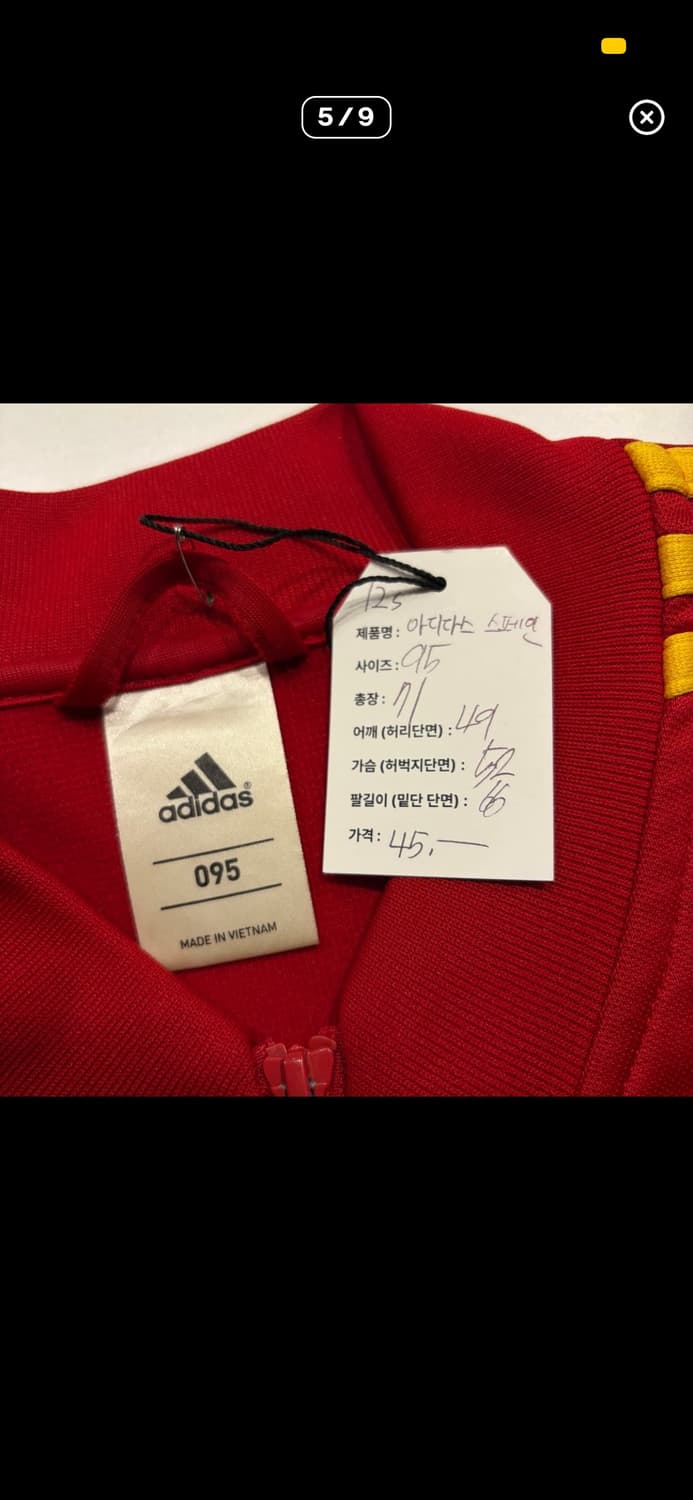 5/9
125
제품명: 아디다스 스페인
사이즈: 95
총장: 71
어깨 (허리단면) : 49
가슴 (허벅지단면) : 52
팔길이 (밑단 단면) : 66
가격: 45,—
adidas®
095
MADE IN VIETNAM